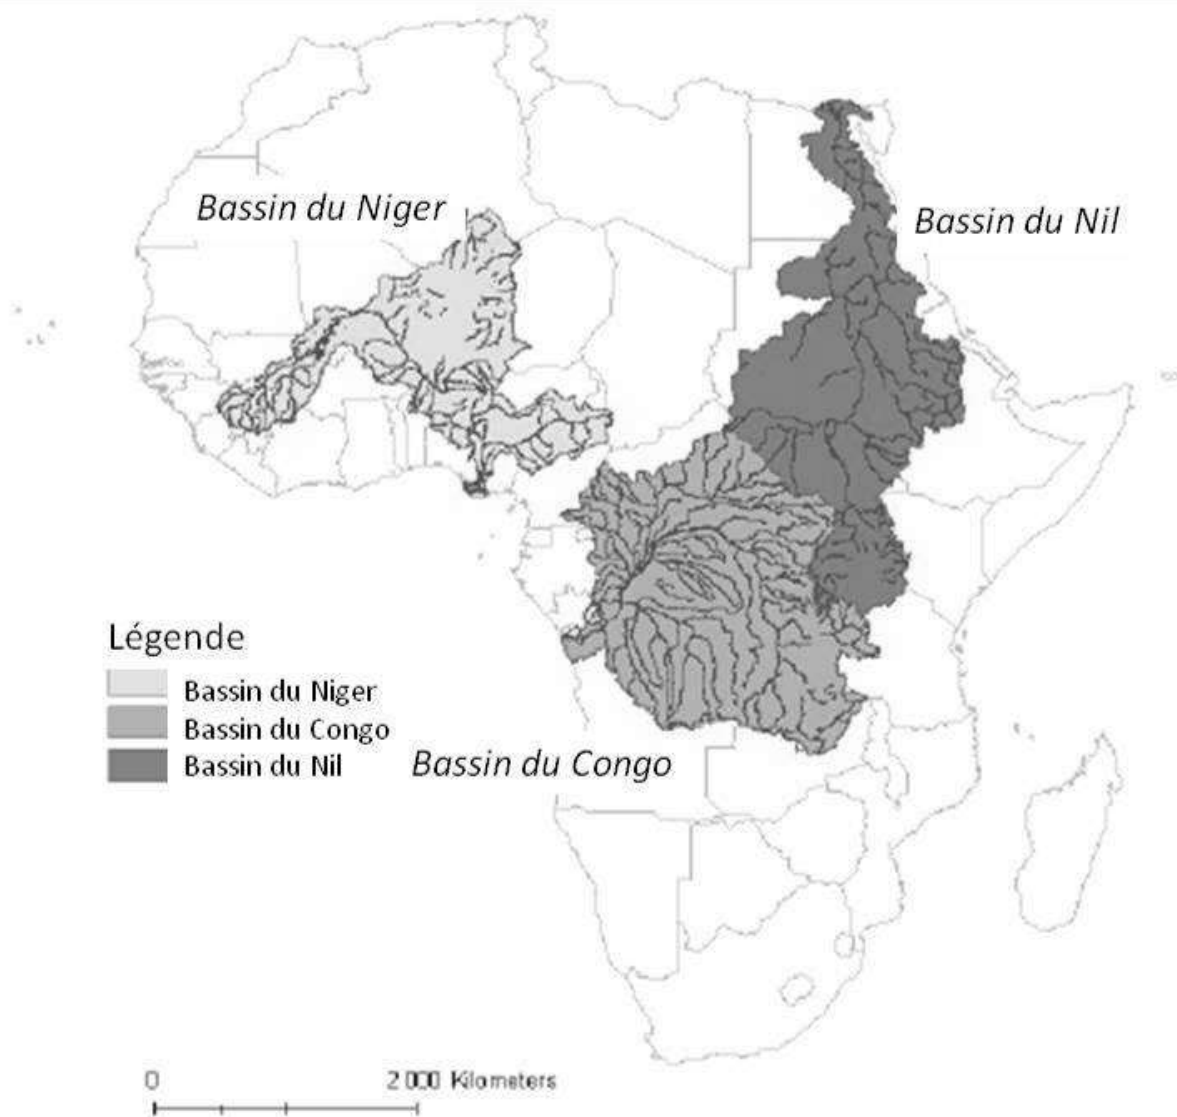 Bassin du Niger
Bassin du Nil
Légende
Bassin du Niger
Bassin du Congo
Bassin du Nil
Bassin du Congo
0 2 000 Kilometers